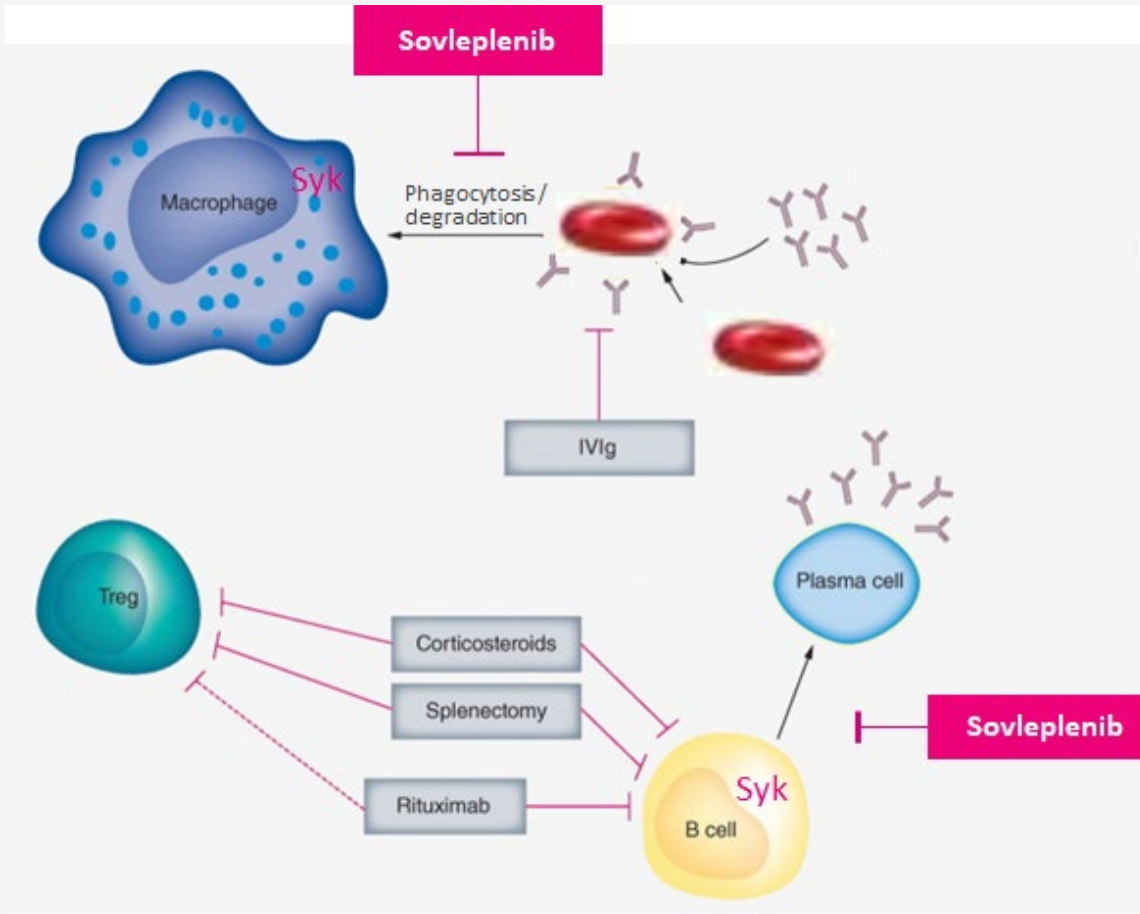 Sovleplenib
Syk
Macrophage
Phagocytosis/
degradation
IVIg
Plasma cell
Treg
Corticosteroids
Splenectomy
Sovleplenib
Rituximab
Syk
B cell